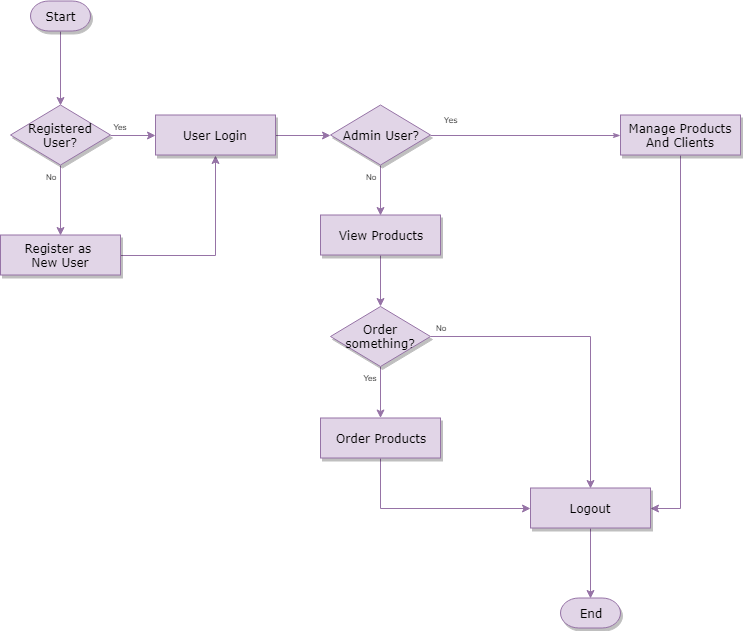 Start
Registered
User?
Yes
User Login
Admin User?
Yes
Manage Products
And Clients
No
No
Register as
New User
View Products
Order
something?
No
Yes
Order Products
Logout
End